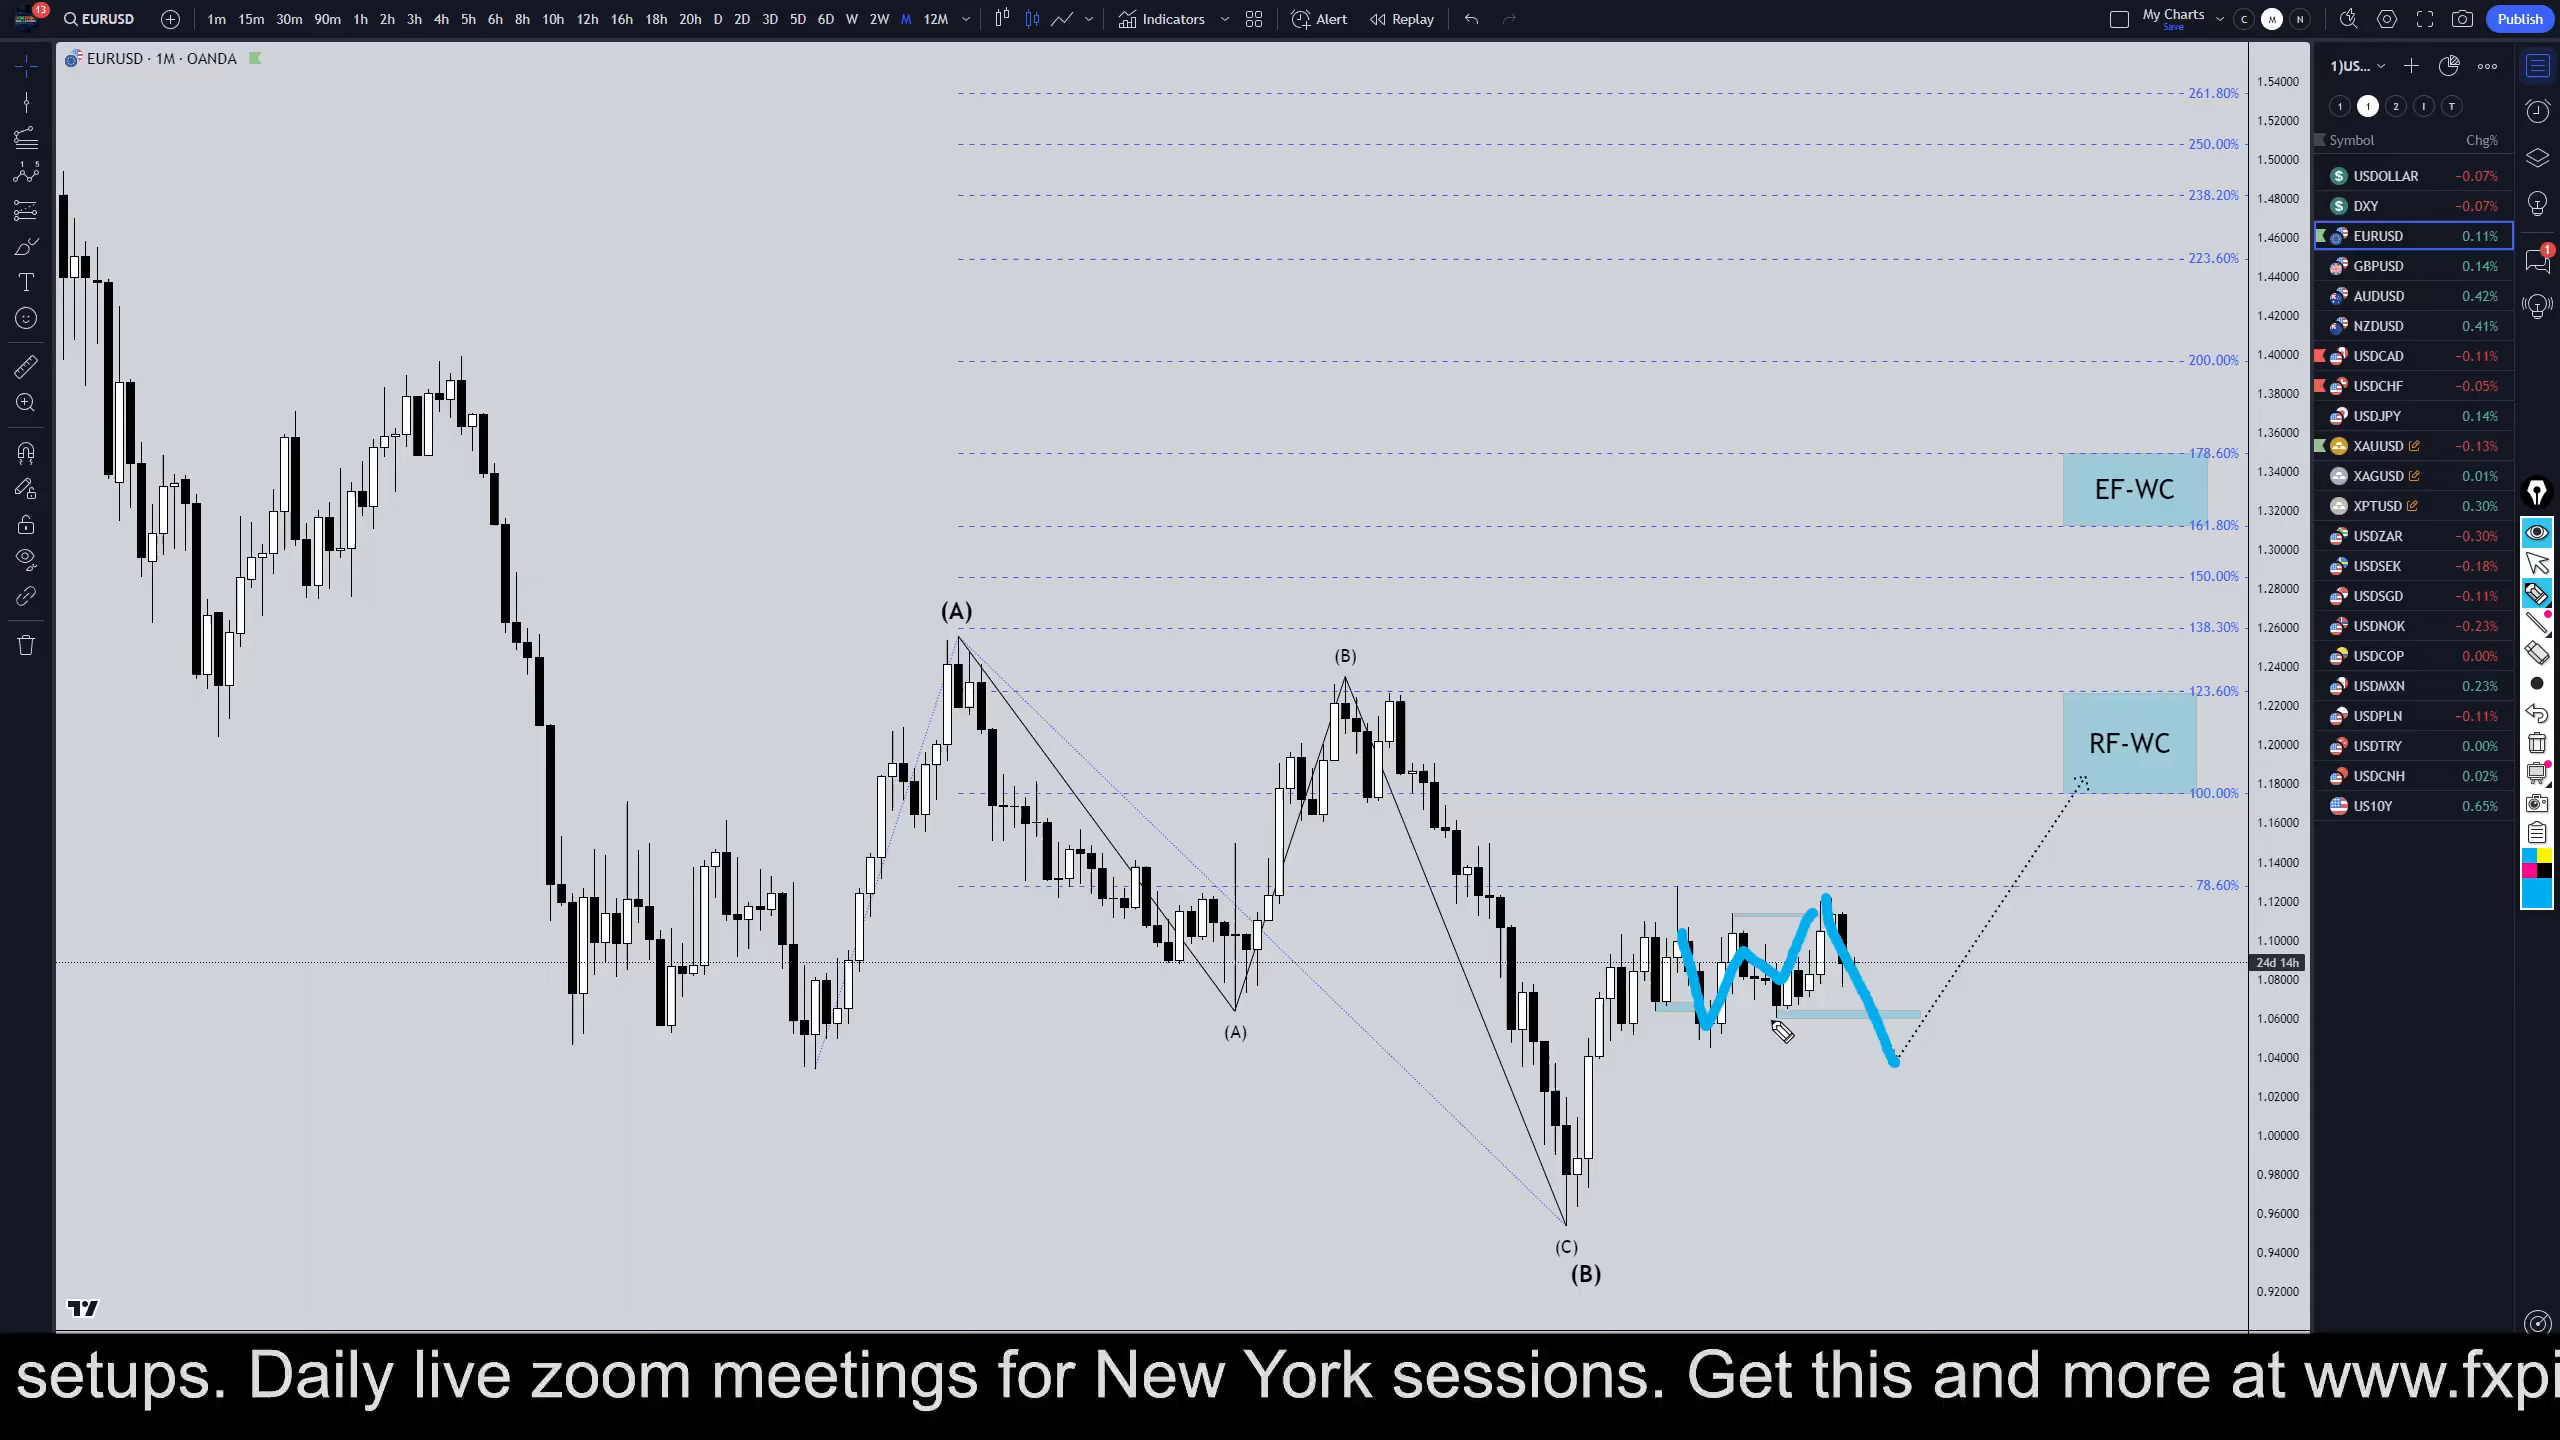 13
EURUSD
1m 15m 30m 90m 1h 2h 3h 4h 5h 6h 8h 10h 12h 16h 18h 20h D 2D 3D 5D 6D W 2W M 12M
Indicators
Alert
Replay
My Charts
Save
C M N
Publish
EURUSD · 1M · OANDA
1)US...
1 1 2 I T
Symbol Chg%
USDOLLAR −0.07%
DXY −0.07%
EURUSD 0.11%
GBPUSD 0.14%
AUDUSD 0.42%
NZDUSD 0.41%
USDCAD −0.11%
USDCHF −0.05%
USDJPY 0.14%
XAUUSD −0.13%
XAGUSD 0.01%
XPTUSD 0.30%
USDZAR −0.30%
USDSEK −0.18%
USDSGD −0.11%
USDNOK −0.23%
USDCOP 0.00%
USDMXN 0.23%
USDPLN −0.11%
USDTRY 0.00%
USDCNH 0.02%
US10Y 0.65%
1
261.80%
250.00%
238.20%
223.60%
200.00%
178.60%
EF-WC
161.80%
150.00%
138.30%
123.60%
RF-WC
100.00%
78.60%
(A)
(B)
(A)
(C)
(B)
1.54000
1.52000
1.50000
1.48000
1.46000
1.44000
1.42000
1.40000
1.38000
1.36000
1.34000
1.32000
1.30000
1.28000
1.26000
1.24000
1.22000
1.20000
1.18000
1.16000
1.14000
1.12000
1.10000
24d 14h
1.08000
1.06000
1.04000
1.02000
1.00000
0.98000
0.96000
0.94000
0.92000
setups. Daily live zoom meetings for New York sessions. Get this and more at www.fxpi